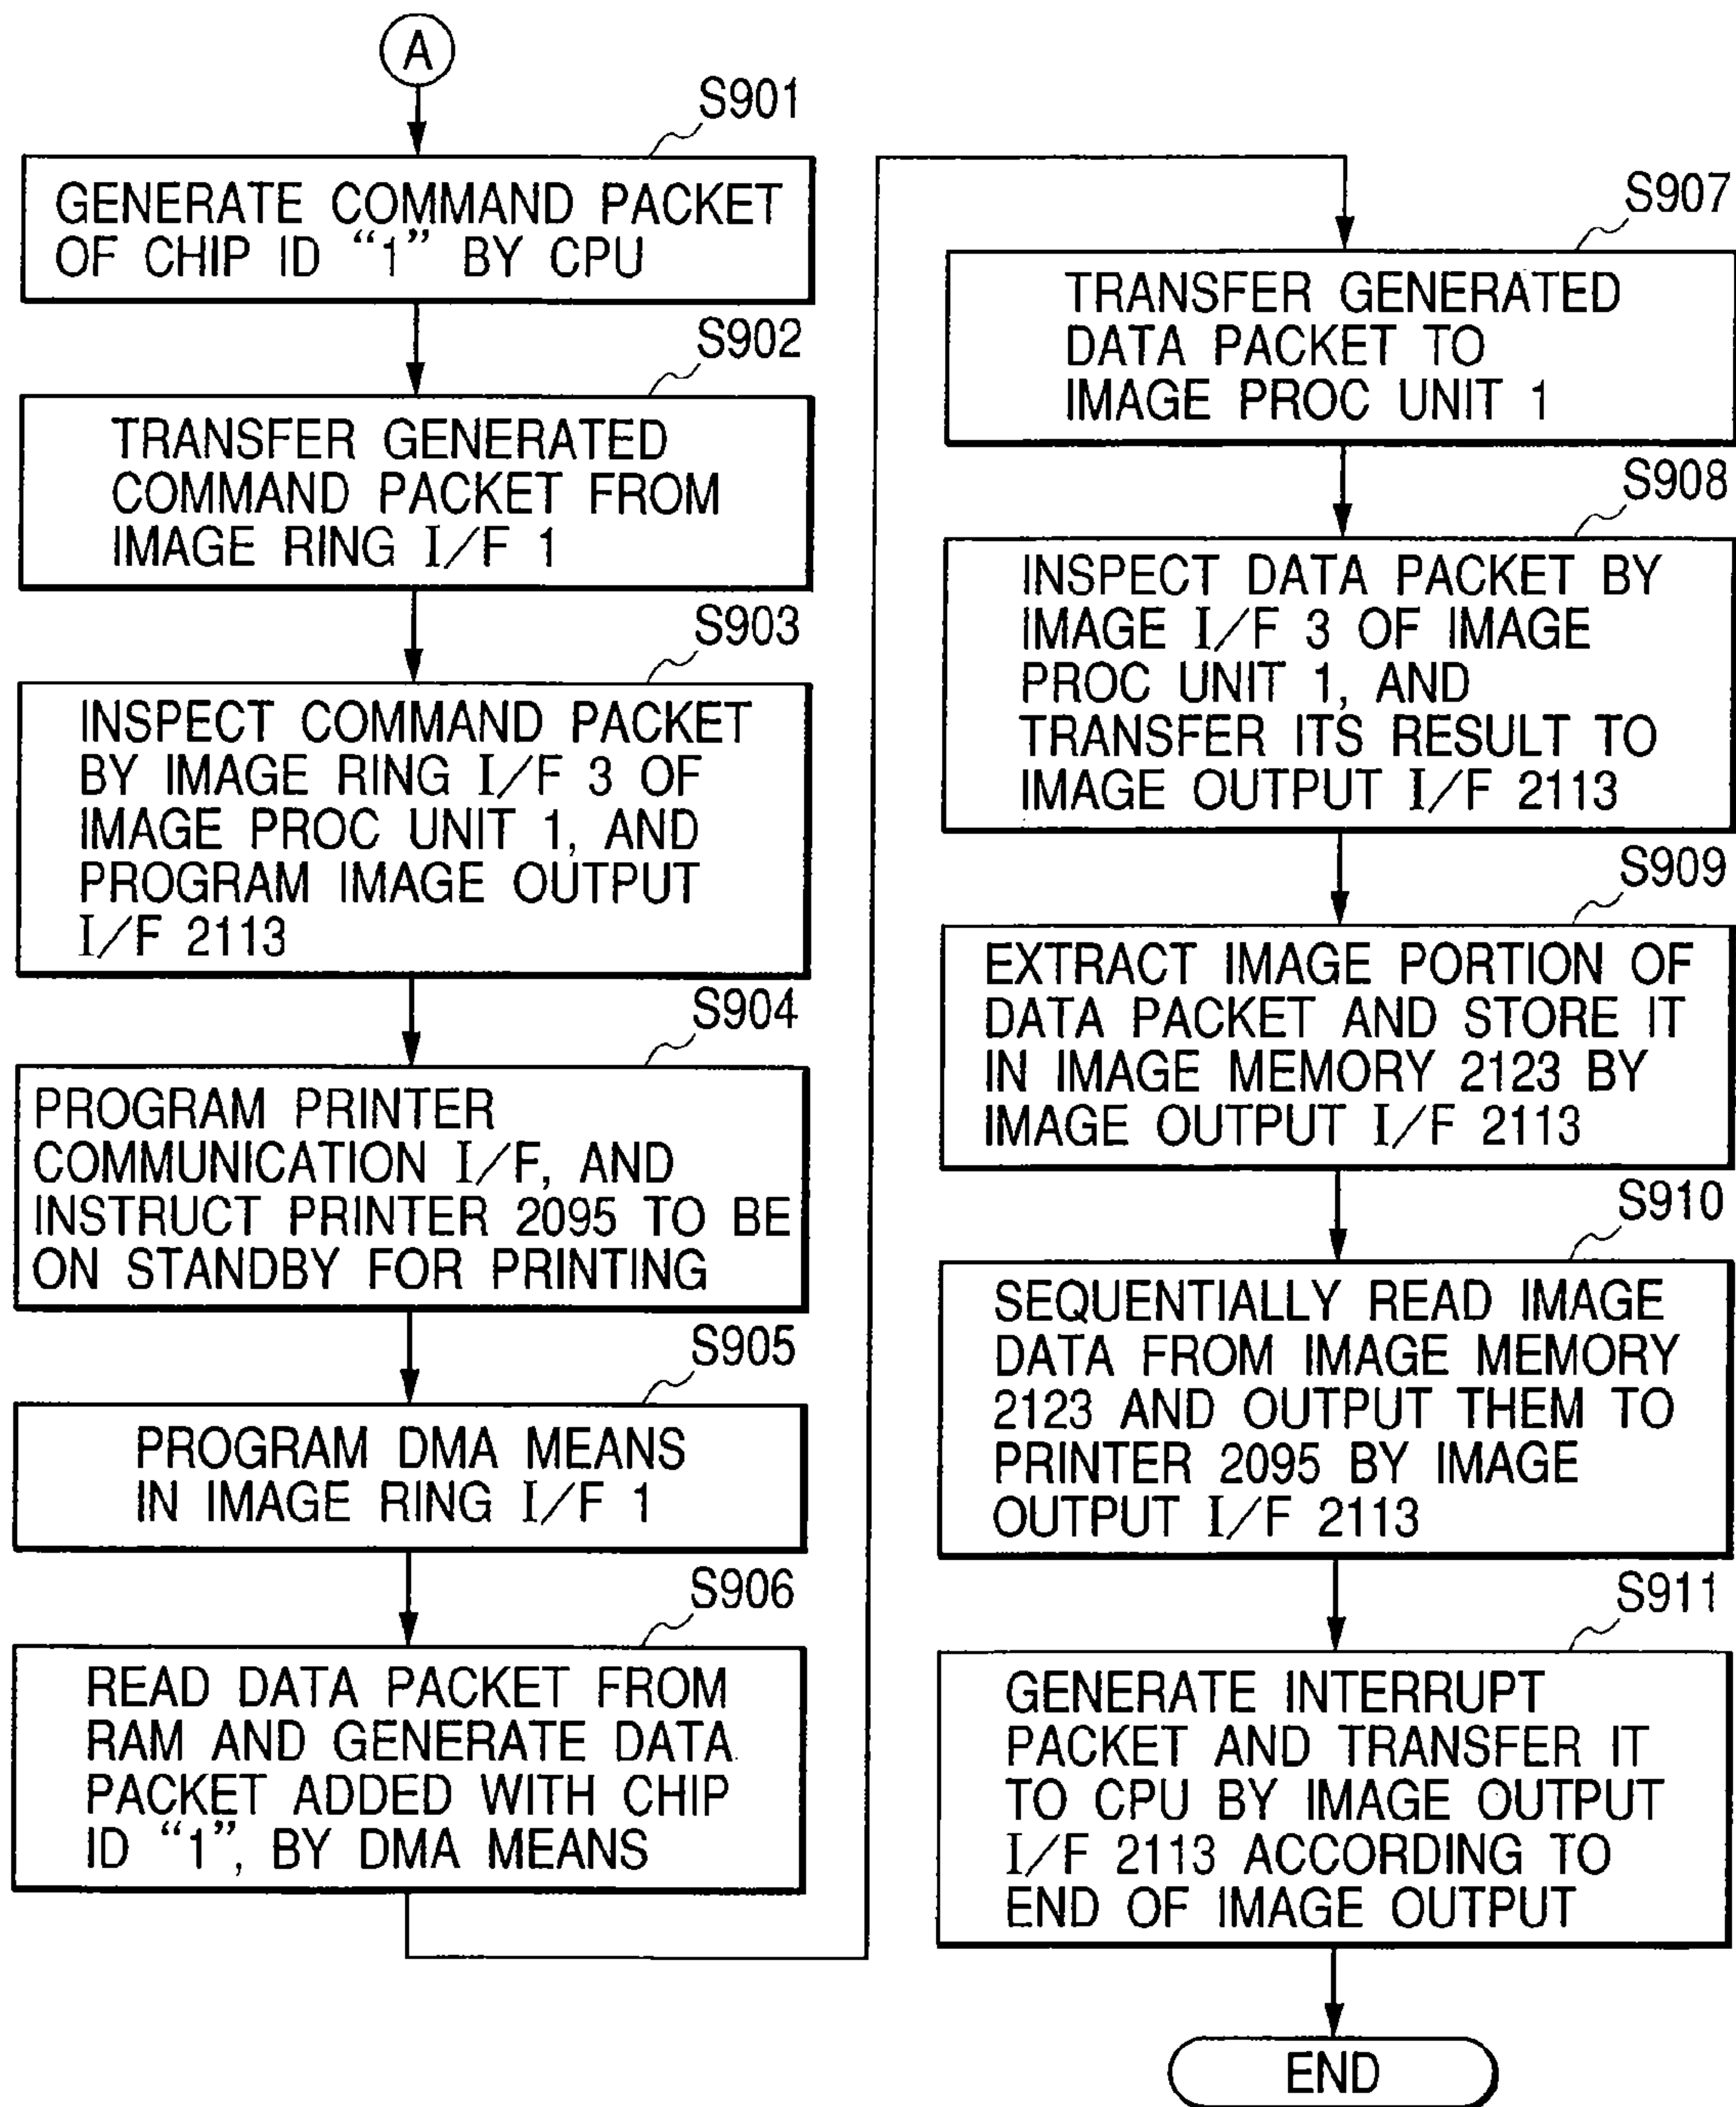 A
S901
GENERATE COMMAND PACKET
OF CHIP ID “1” BY CPU
S902
TRANSFER GENERATED
COMMAND PACKET FROM
IMAGE RING I/F 1
S903
INSPECT COMMAND PACKET
BY IMAGE RING I/F 3 OF
IMAGE PROC UNIT 1, AND
PROGRAM IMAGE OUTPUT
I/F 2113
S904
PROGRAM PRINTER
COMMUNICATION I/F, AND
INSTRUCT PRINTER 2095 TO BE
ON STANDBY FOR PRINTING
S905
PROGRAM DMA MEANS
IN IMAGE RING I/F 1
S906
READ DATA PACKET FROM
RAM AND GENERATE DATA
PACKET ADDED WITH CHIP
ID “1”, BY DMA MEANS
S907
TRANSFER GENERATED
DATA PACKET TO
IMAGE PROC UNIT 1
S908
INSPECT DATA PACKET BY
IMAGE I/F 3 OF IMAGE
PROC UNIT 1, AND
TRANSFER ITS RESULT TO
IMAGE OUTPUT I/F 2113
S909
EXTRACT IMAGE PORTION OF
DATA PACKET AND STORE IT
IN IMAGE MEMORY 2123 BY
IMAGE OUTPUT I/F 2113
S910
SEQUENTIALLY READ IMAGE
DATA FROM IMAGE MEMORY
2123 AND OUTPUT THEM TO
PRINTER 2095 BY IMAGE
OUTPUT I/F 2113
S911
GENERATE INTERRUPT
PACKET AND TRANSFER IT
TO CPU BY IMAGE OUTPUT
I/F 2113 ACCORDING TO
END OF IMAGE OUTPUT
END